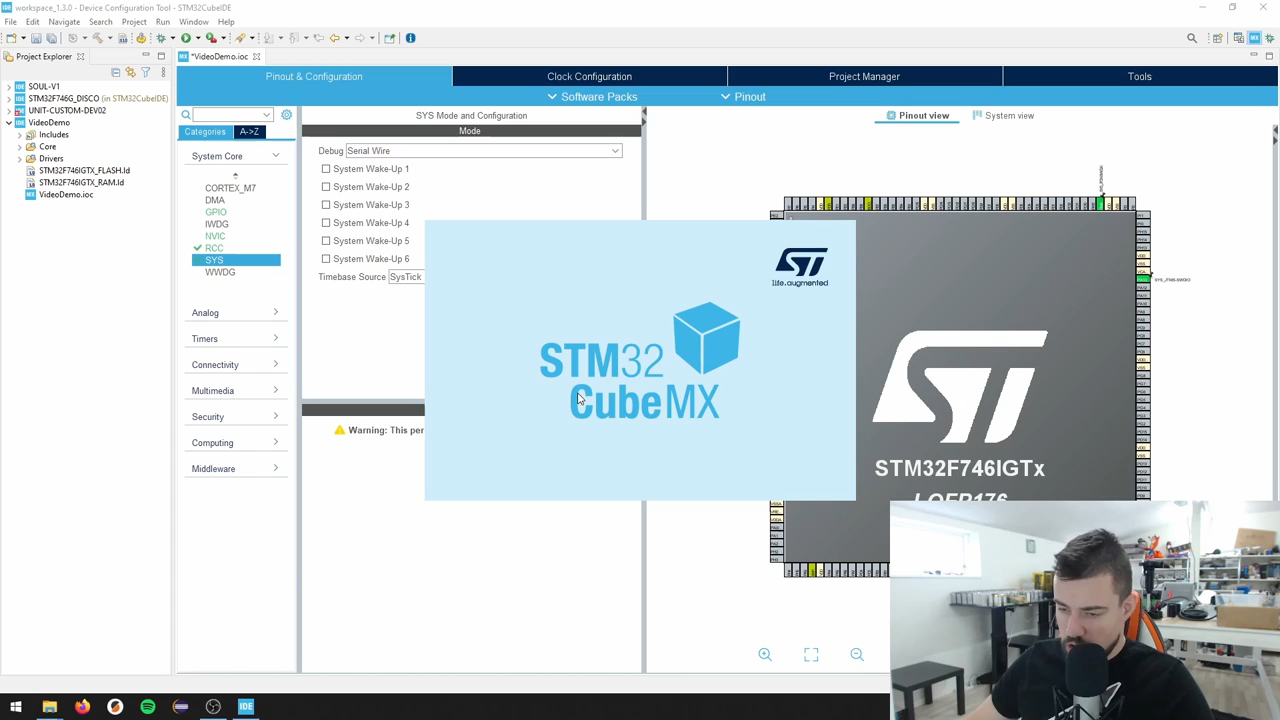 workspace_1.3.0 - Device Configuration Tool - STM32CubeIDE
File Edit Navigate Search Project Run Window Help
Project Explorer
*VideoDemo.ioc
SOUL-V1
STM32F746G_DISCO (in STM32CubeIDE)
UNIT-CUSTOM-DEV02
VideoDemo
Includes
Core
Drivers
STM32F746IGTX_FLASH.ld
STM32F746IGTX_RAM.ld
VideoDemo.ioc
Pinout & Configuration
Clock Configuration
Project Manager
Tools
Software Packs
Pinout
Categories
A->Z
System Core
CORTEX_M7
DMA
GPIO
IWDG
NVIC
RCC
SYS
WWDG
Analog
Timers
Connectivity
Multimedia
Security
Computing
Middleware
SYS Mode and Configuration
Mode
Debug Serial Wire
System Wake-Up 1
System Wake-Up 2
System Wake-Up 3
System Wake-Up 4
System Wake-Up 5
System Wake-Up 6
Timebase Source SysTick
Warning: This per
life.augmented
STM32
CubeMX
Pinout view
System view
SYS_JTMS-SWDIO
STM32F746IGTx
LQFP176
IDE